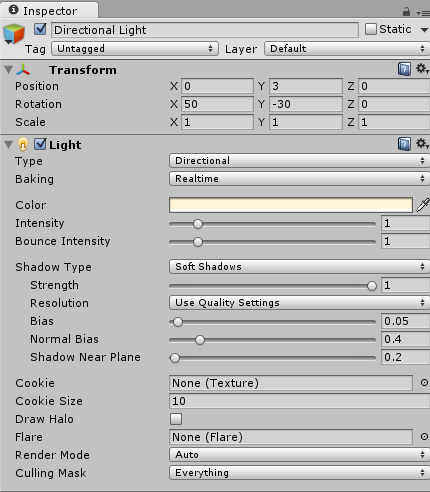 Inspector
Directional Light Static
Tag Untagged Layer Default
Transform
Position X 0 Y 3 Z 0
Rotation X 50 Y -30 Z 0
Scale X 1 Y 1 Z 1
Light
Type Directional
Baking Realtime
Color
Intensity 1
Bounce Intensity 1
Shadow Type Soft Shadows
Strength 1
Resolution Use Quality Settings
Bias 0.05
Normal Bias 0.4
Shadow Near Plane 0.2
Cookie None (Texture)
Cookie Size 10
Draw Halo
Flare None (Flare)
Render Mode Auto
Culling Mask Everything